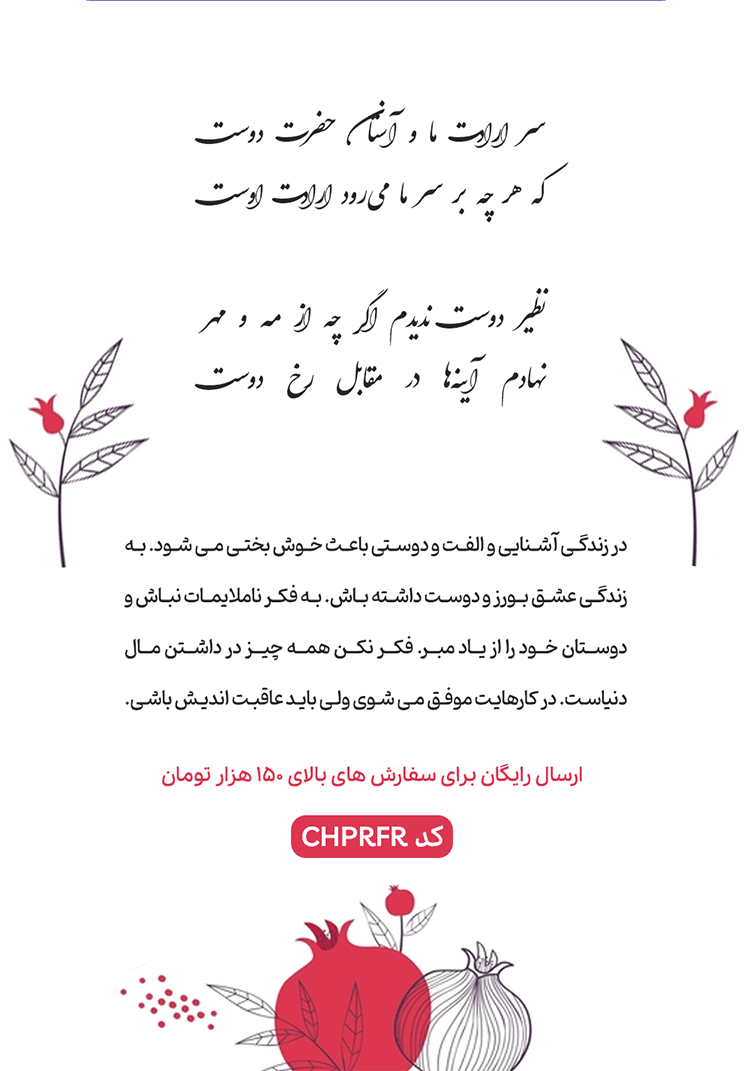 سر ارادت ما و آستان حضرت دوست
که هر چه بر سر ما می‌رود ارادت اوست
نظیر دوست ندیدم اگر چه از مه و مهر
نهادم آینه‌ها در مقابل رخ دوست
در زندگی آشنایی و الفت و دوستی باعث خوش بختی می شود. به
زندگی عشق بورز و دوست داشته باش. به فکر ناملایمات نباش و
دوستان خود را از یاد مبر. فکر نکن همه چیز در داشتن مال
دنیاست. در کارهایت موفق می شوی ولی باید عاقبت اندیش باشی.
ارسال رایگان برای سفارش های بالای ۱۵۰ هزار تومان
کد CHPRFR